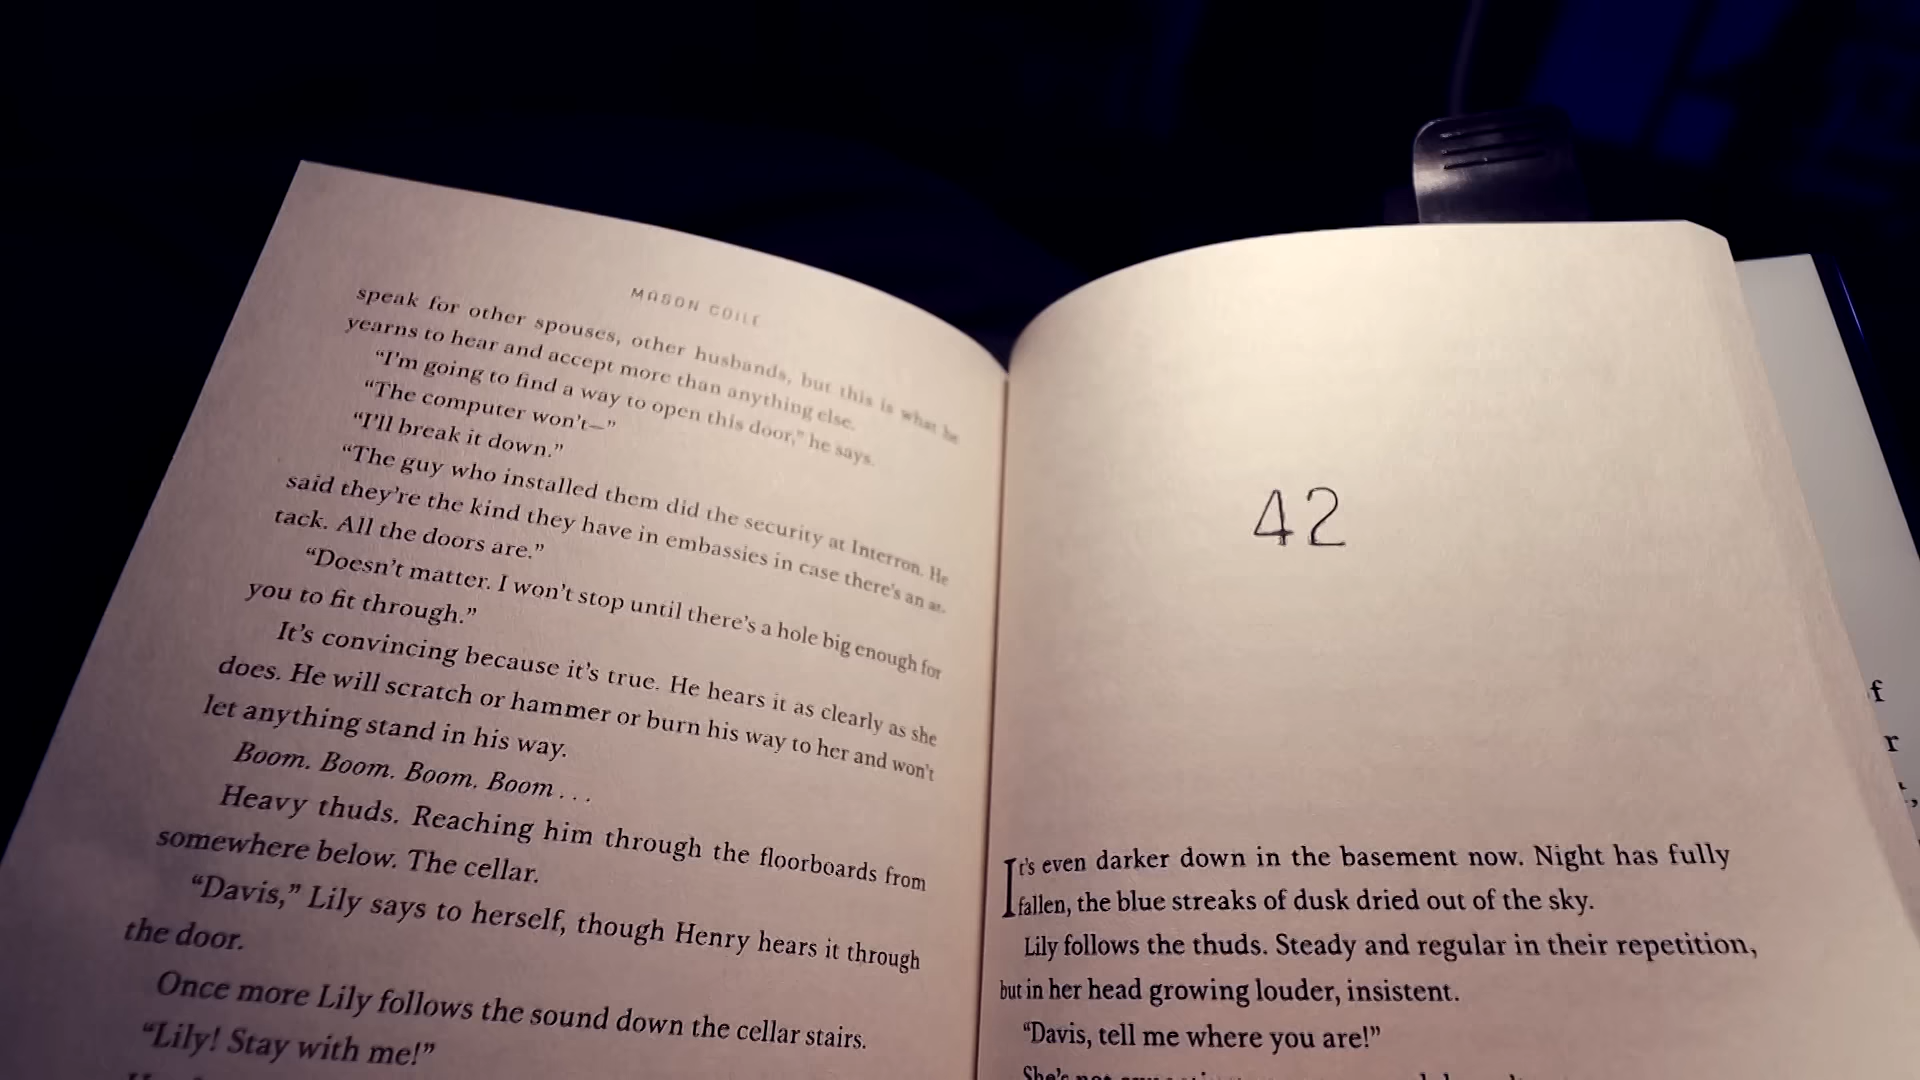 MASON COILE
speak for other spouses, other husbands, but this is what he
yearns to hear and accept more than anything else.
“I’m going to find a way to open this door,” he says.
“The computer won’t—”
“I’ll break it down.”
“The guy who installed them did the security at Interron. He
said they’re the kind they have in embassies in case there’s an at-
tack. All the doors are.”
“Doesn’t matter. I won’t stop until there’s a hole big enough for
you to fit through.”
It’s convincing because it’s true. He hears it as clearly as she
does. He will scratch or hammer or burn his way to her and won’t
let anything stand in his way.
Boom. Boom. Boom. Boom . . .
Heavy thuds. Reaching him through the floorboards from
somewhere below. The cellar.
“Davis,” Lily says to herself, though Henry hears it through
the door.
Once more Lily follows the sound down the cellar stairs.
“Lily! Stay with me!”
42
It’s even darker down in the basement now. Night has fully
fallen, the blue streaks of dusk dried out of the sky.
Lily follows the thuds. Steady and regular in their repetition,
but in her head growing louder, insistent.
“Davis, tell me where you are!”
She’s not
f
r